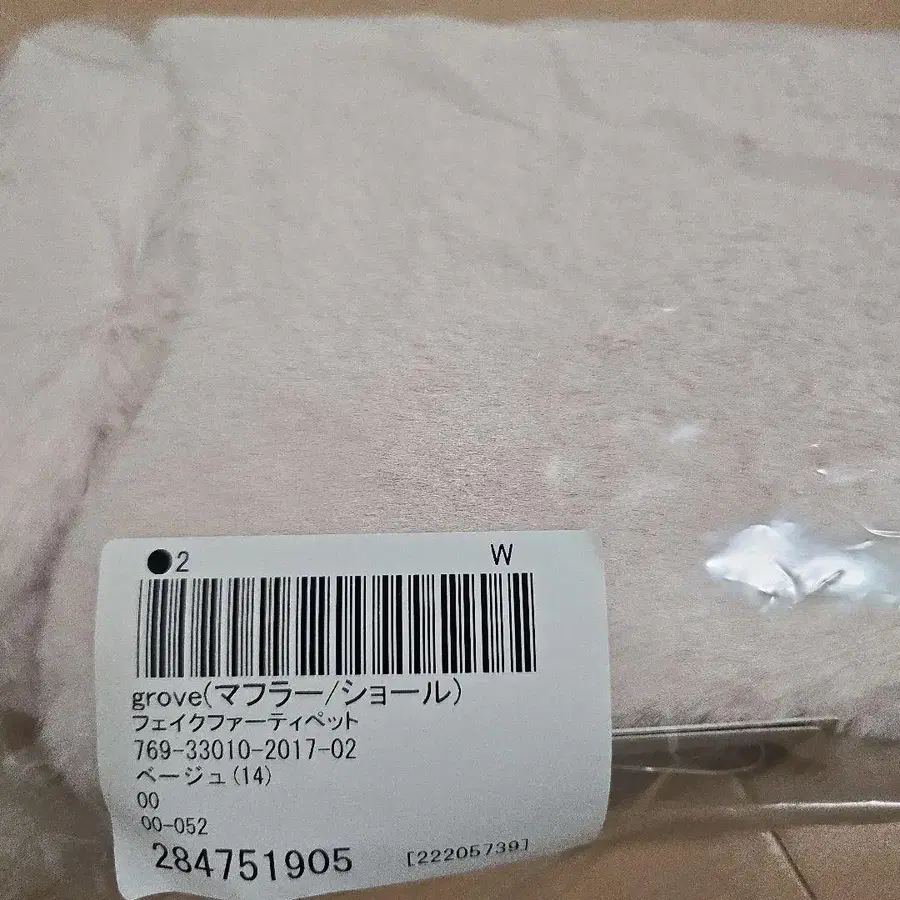 ●2 W
grove(マフラー/ショール)
フェイクファーティペット
769-33010-2017-02
ベージュ(14)
00
00-052
284751905 [22205739]